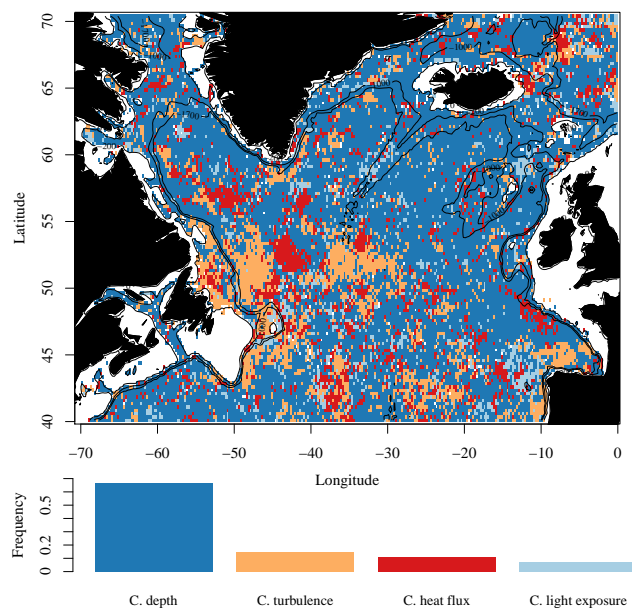 70
65
60
55
50
45
40
Latitude
−70
−60
−50
−40
−30
−20
−10
0
Longitude
Frequency
0.5
0.2
0
C. depth
C. turbulence
C. heat flux
C. light exposure